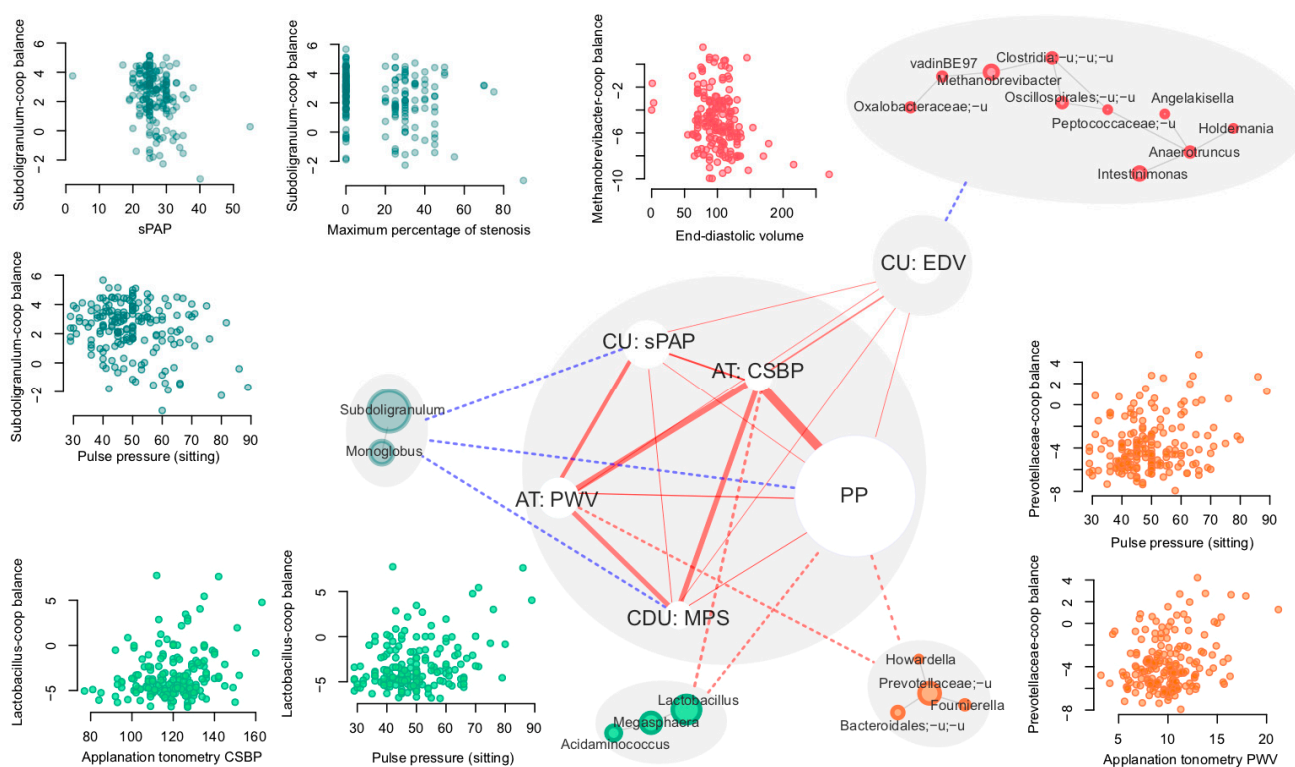 Subdoligranulum-coop balance
6
4
2
0
−2
0
10
20
30
40
50
sPAP
Subdoligranulum-coop balance
6
4
2
0
−2
0
20
40
60
80
Maximum percentage of stenosis
Methanobrevibacter-coop balance
−2
−6
−10
0
50
100
200
End-diastolic volume
vadinBE97
Clostridia;−u;−u;−u
Methanobrevibacter
Oxalobacteraceae;−u
Oscillospirales;−u;−u
Angelakisella
Peptococcaceae;−u
Holdemania
Anaerotruncus
Intestinimonas
CU: EDV
Subdoligranulum-coop balance
6
4
2
0
−2
30
40
50
60
70
80
90
Pulse pressure (sitting)
CU: sPAP
AT: CSBP
Subdoligranulum
Monoglobus
AT: PWV
PP
CDU: MPS
Prevotellaceae-coop balance
4
2
0
−4
−8
30
40
50
60
70
80
90
Pulse pressure (sitting)
Lactobacillus-coop balance
5
0
−5
80
100
120
140
160
Applanation tonometry CSBP
Lactobacillus-coop balance
5
0
−5
30
40
50
60
70
80
90
Pulse pressure (sitting)
Lactobacillus
Megasphaera
Acidaminococcus
Howardella
Prevotellaceae;−u
Fournierella
Bacteroidales;−u;−u
Prevotellaceae-coop balance
4
2
0
−4
−8
5
10
15
20
Applanation tonometry PWV